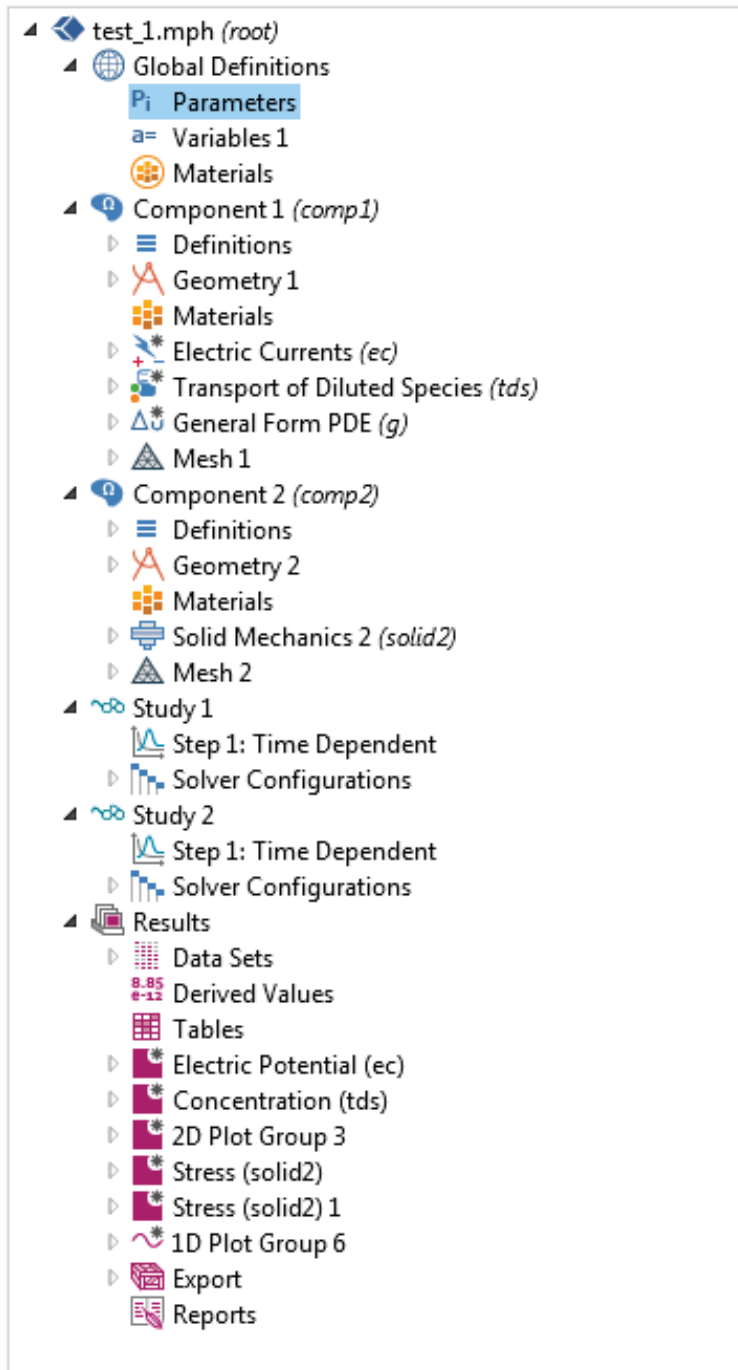 test_1.mph (root)
Global Definitions
Pi Parameters
a= Variables 1
Materials
Component 1 (comp1)
Definitions
Geometry 1
Materials
Electric Currents (ec)
Transport of Diluted Species (tds)
Δu General Form PDE (g)
Mesh 1
Component 2 (comp2)
Definitions
Geometry 2
Materials
Solid Mechanics 2 (solid2)
Mesh 2
Study 1
Step 1: Time Dependent
Solver Configurations
Study 2
Step 1: Time Dependent
Solver Configurations
Results
Data Sets
8.85 e-12 Derived Values
Tables
Electric Potential (ec)
Concentration (tds)
2D Plot Group 3
Stress (solid2)
Stress (solid2) 1
1D Plot Group 6
Export
Reports